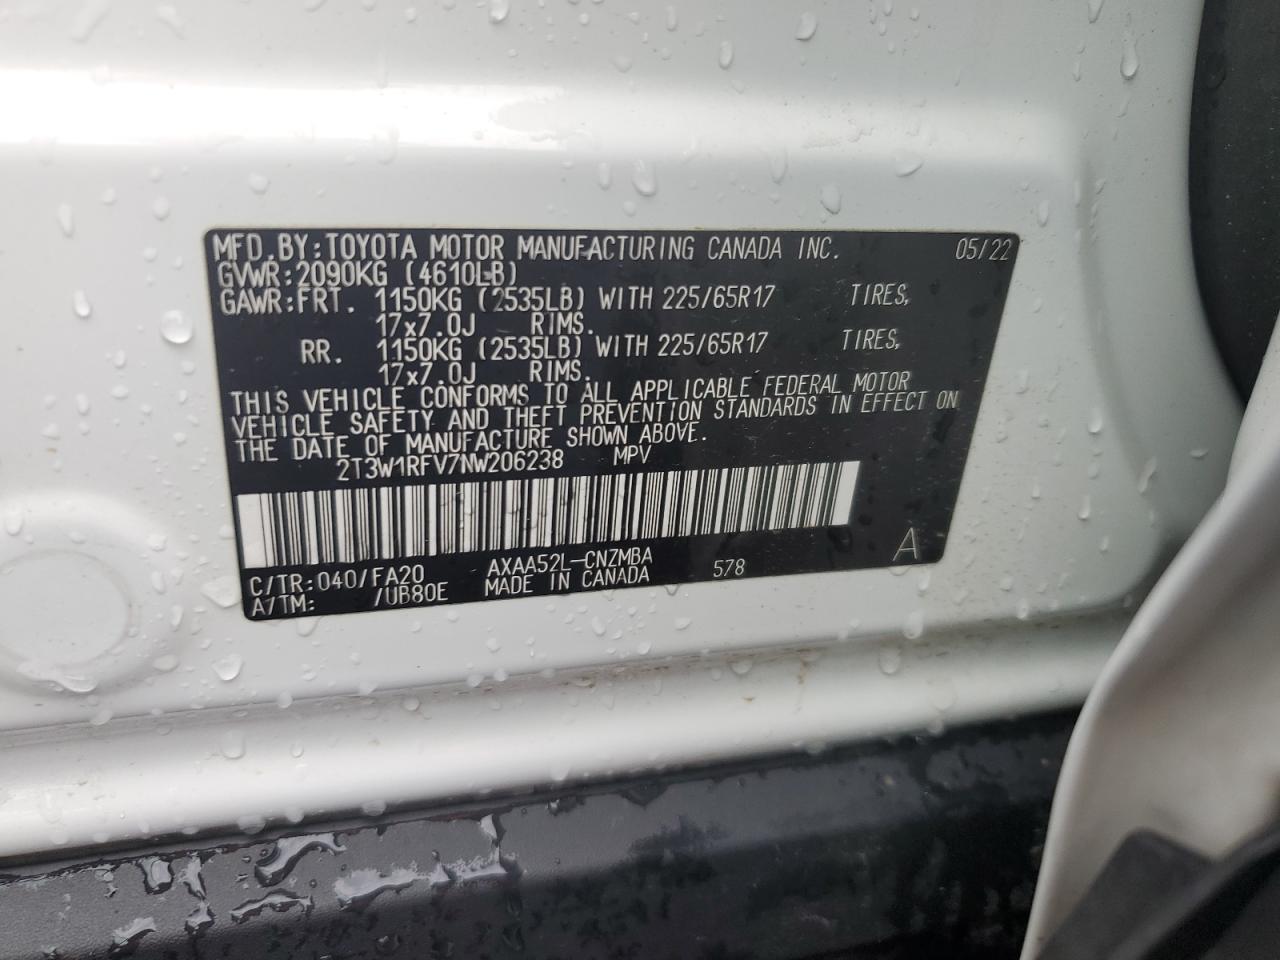 MFD.BY:TOYOTA MOTOR MANUFACTURING CANADA INC. 05/22
GVWR:2090KG (4610LB)
GAWR:FRT. 1150KG (2535LB) WITH 225/65R17 TIRES,
17x7.0J RIMS.
RR. 1150KG (2535LB) WITH 225/65R17 TIRES,
17x7.0J RIMS.
THIS VEHICLE CONFORMS TO ALL APPLICABLE FEDERAL MOTOR
VEHICLE SAFETY AND THEFT PREVENTION STANDARDS IN EFFECT ON
THE DATE OF MANUFACTURE SHOWN ABOVE.
2T3W1RFV7NW206238 MPV
C/TR:040/FA20 AXAA52L-CNZMBA 578 A
A/TM: /UB80E MADE IN CANADA